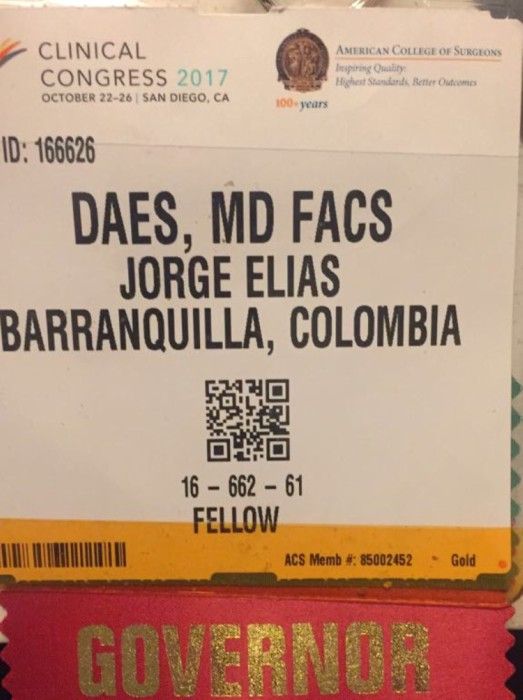 CLINICAL
CONGRESS 2017
OCTOBER 22–26 | SAN DIEGO, CA
AMERICAN COLLEGE OF SURGEONS
Inspiring Quality:
Highest Standards, Better Outcomes
100+years
ID: 166626
DAES, MD FACS
JORGE ELIAS
BARRANQUILLA, COLOMBIA
16 – 662 – 61
FELLOW
ACS Memb #: 85002452 Gold
GOVERNOR